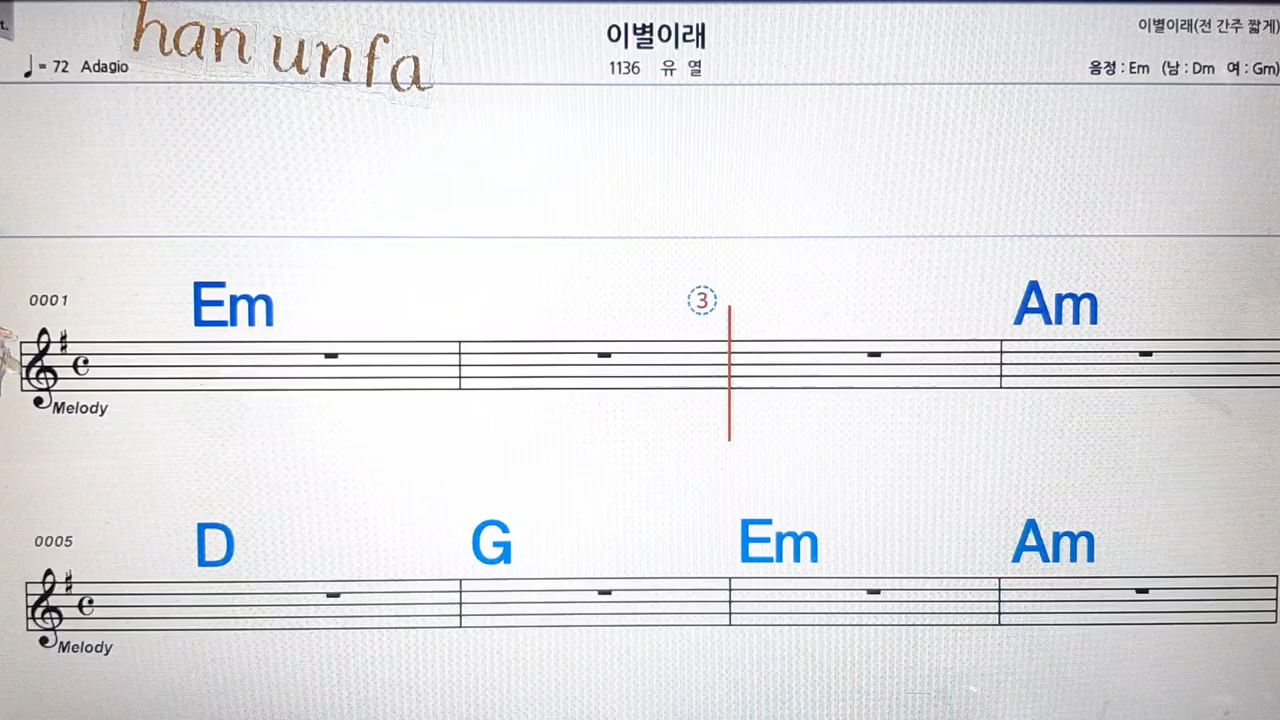 t.
han unfa
이별이래
이별이래(전 간주 짧게)
♩= 72 Adagio
1136 유 열
음정 : Em (남 : Dm 여 : Gm)
0001
Em
3
Am
Melody
0005
D
G
Em
Am
Melody